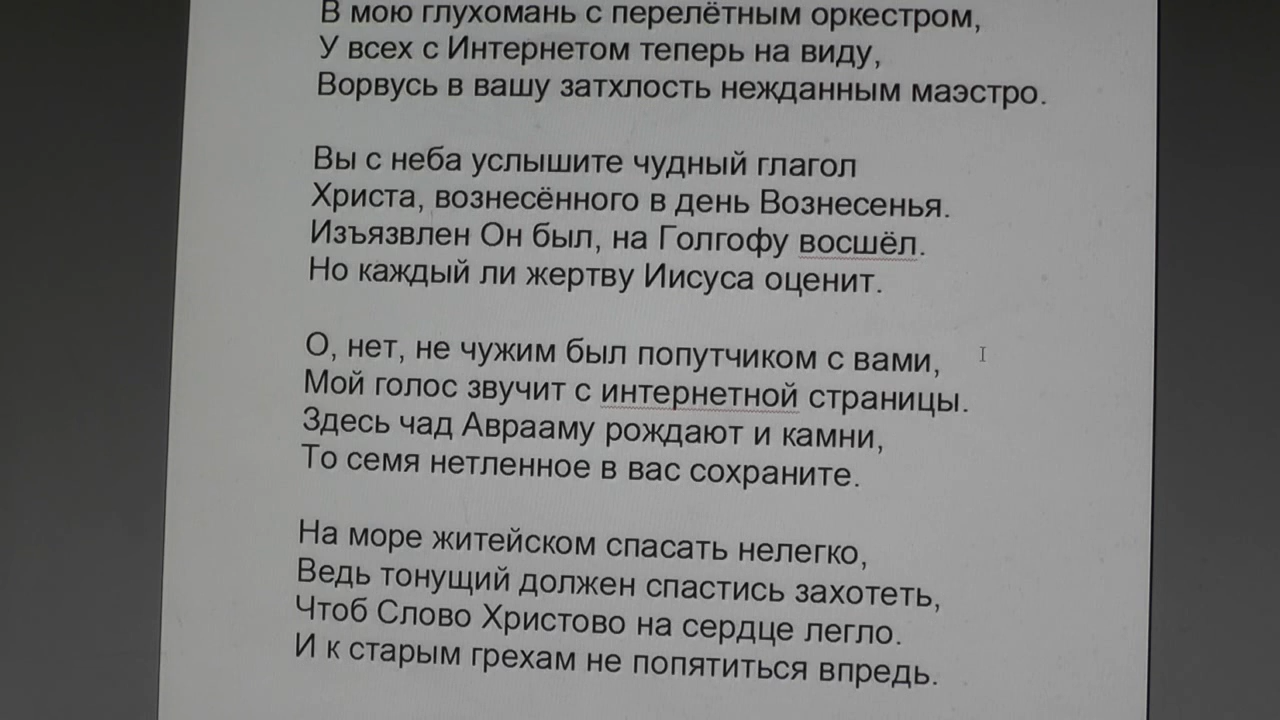 В мою глухомань с перелётным оркестром,
У всех с Интернетом теперь на виду,
Ворвусь в вашу затхлость нежданным маэстро.
Вы с неба услышите чудный глагол
Христа, вознесённого в день Вознесенья.
Изъязвлен Он был, на Голгофу восшёл.
Но каждый ли жертву Иисуса оценит.
О, нет, не чужим был попутчиком с вами,
Мой голос звучит с интернетной страницы.
Здесь чад Аврааму рождают и камни,
То семя нетленное в вас сохраните.
На море житейском спасать нелегко,
Ведь тонущий должен спастись захотеть,
Чтоб Слово Христово на сердце легло.
И к старым грехам не попятиться впредь.